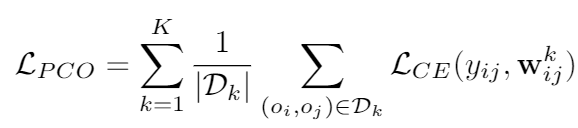 $\mathcal{L}_{PCO} = \sum_{k=1}^{K} \frac{1}{|\mathcal{D}_k|} \sum_{(o_i, o_j) \in \mathcal{D}_k} \mathcal{L}_{CE}(y_{ij}, \mathbf{w}_{ij}^{k})$